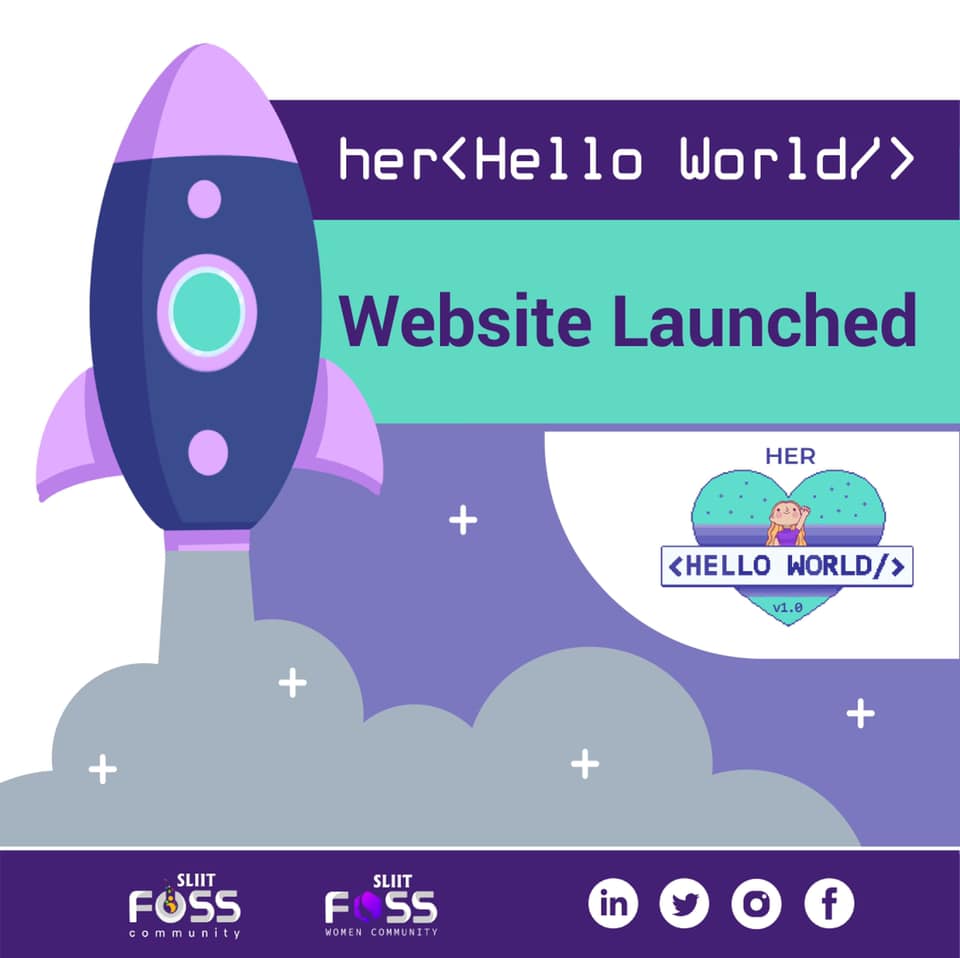 her<Hello World/>
Website Launched
HER
<HELLO WORLD/>
v1.0
SLIIT
FOSS
community
SLIIT
FOSS
WOMEN COMMUNITY
in
f